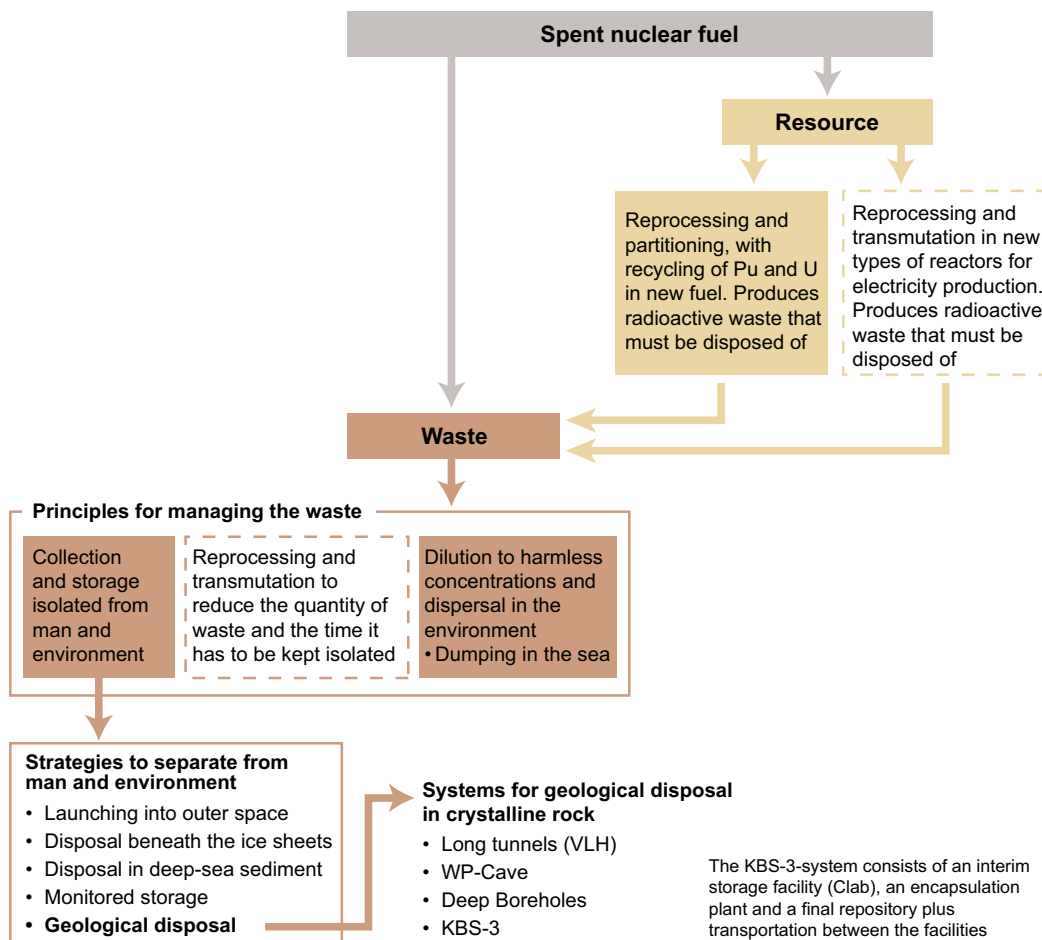 Spent nuclear fuel
Resource
Reprocessing and
partitioning, with
recycling of Pu and U
in new fuel. Produces
radioactive waste that
must be disposed of
Reprocessing and
transmutation in new
types of reactors for
electricity production.
Produces radioactive
waste that must be
disposed of
Waste
Principles for managing the waste
Collection
and storage
isolated from
man and
environment
Reprocessing and
transmutation to
reduce the quantity of
waste and the time it
has to be kept isolated
Dilution to harmless
concentrations and
dispersal in the
environment
• Dumping in the sea
Strategies to separate from
man and environment
• Launching into outer space
• Disposal beneath the ice sheets
• Disposal in deep-sea sediment
• Monitored storage
• Geological disposal
Systems for geological disposal
in crystalline rock
• Long tunnels (VLH)
• WP-Cave
• Deep Boreholes
• KBS-3
The KBS-3-system consists of an interim
storage facility (Clab), an encapsulation
plant and a final repository plus
transportation between the facilities